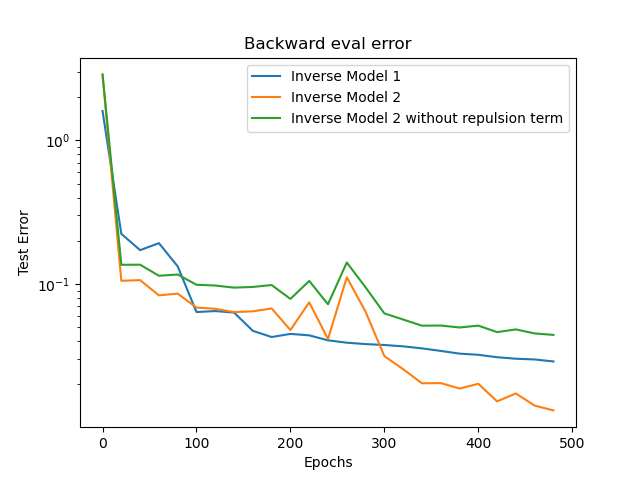 Backward eval error
Inverse Model 1
Inverse Model 2
Inverse Model 2 without repulsion term
Test Error
10⁰
10⁻¹
0 100 200 300 400 500
Epochs